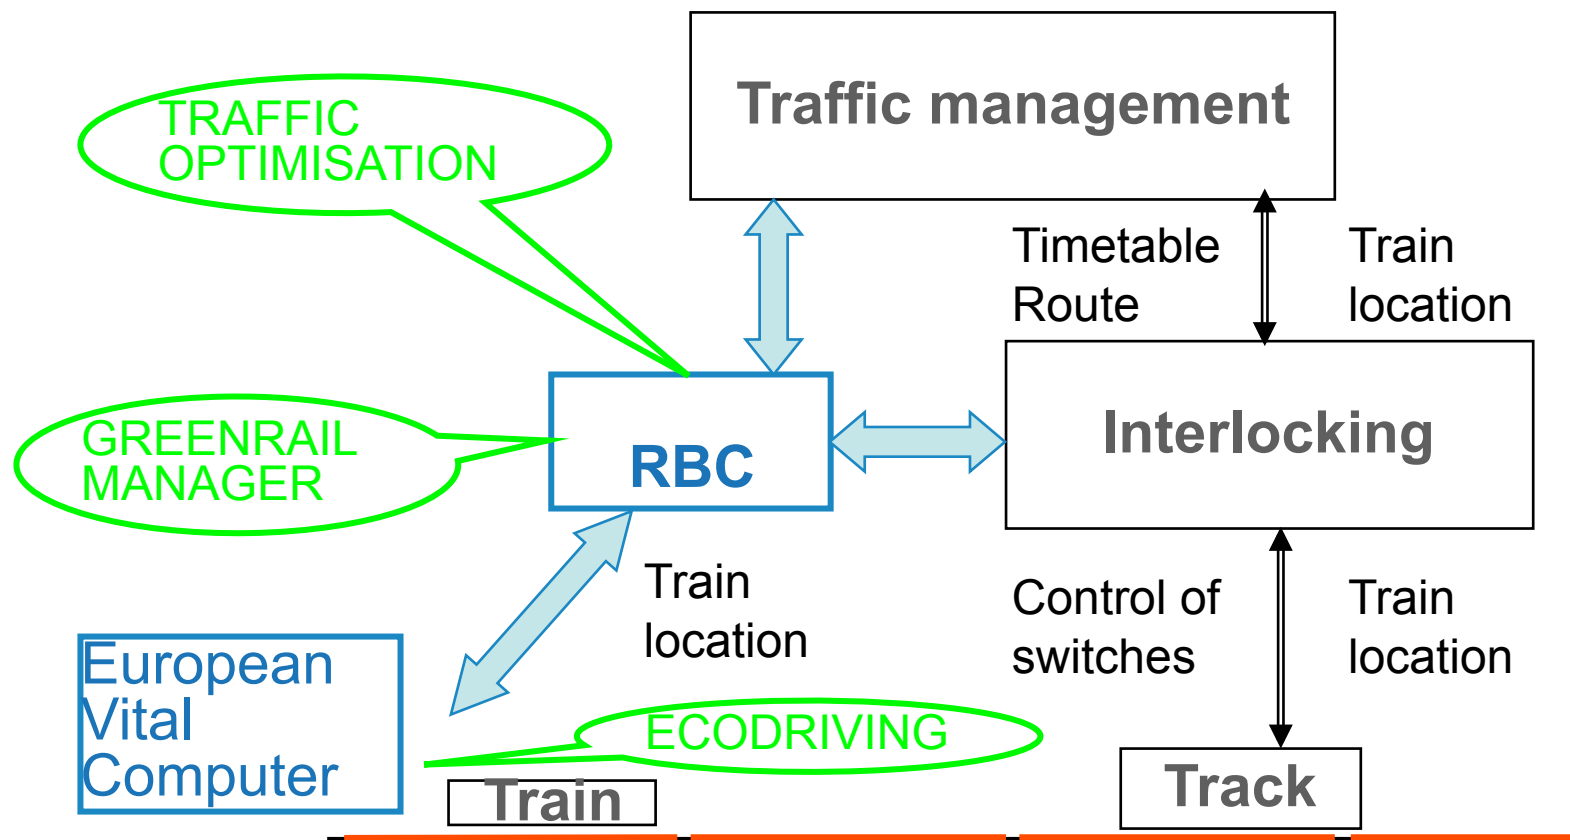 Traffic management
TRAFFIC
OPTIMISATION
Timetable
Route
Train
location
GREENRAIL
MANAGER
RBC
Interlocking
Train
location
Control of
switches
Train
location
European
Vital
Computer
ECODRIVING
Train
Track